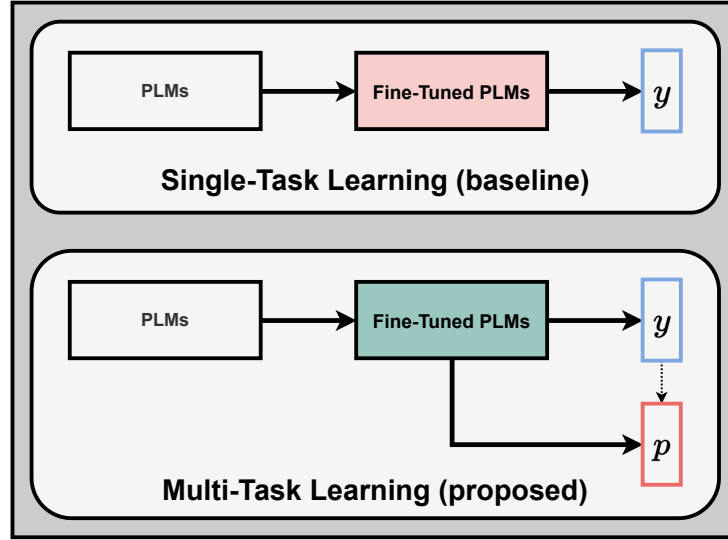 PLMs
Fine-Tuned PLMs
y
Single-Task Learning (baseline)
PLMs
Fine-Tuned PLMs
y
p
Multi-Task Learning (proposed)